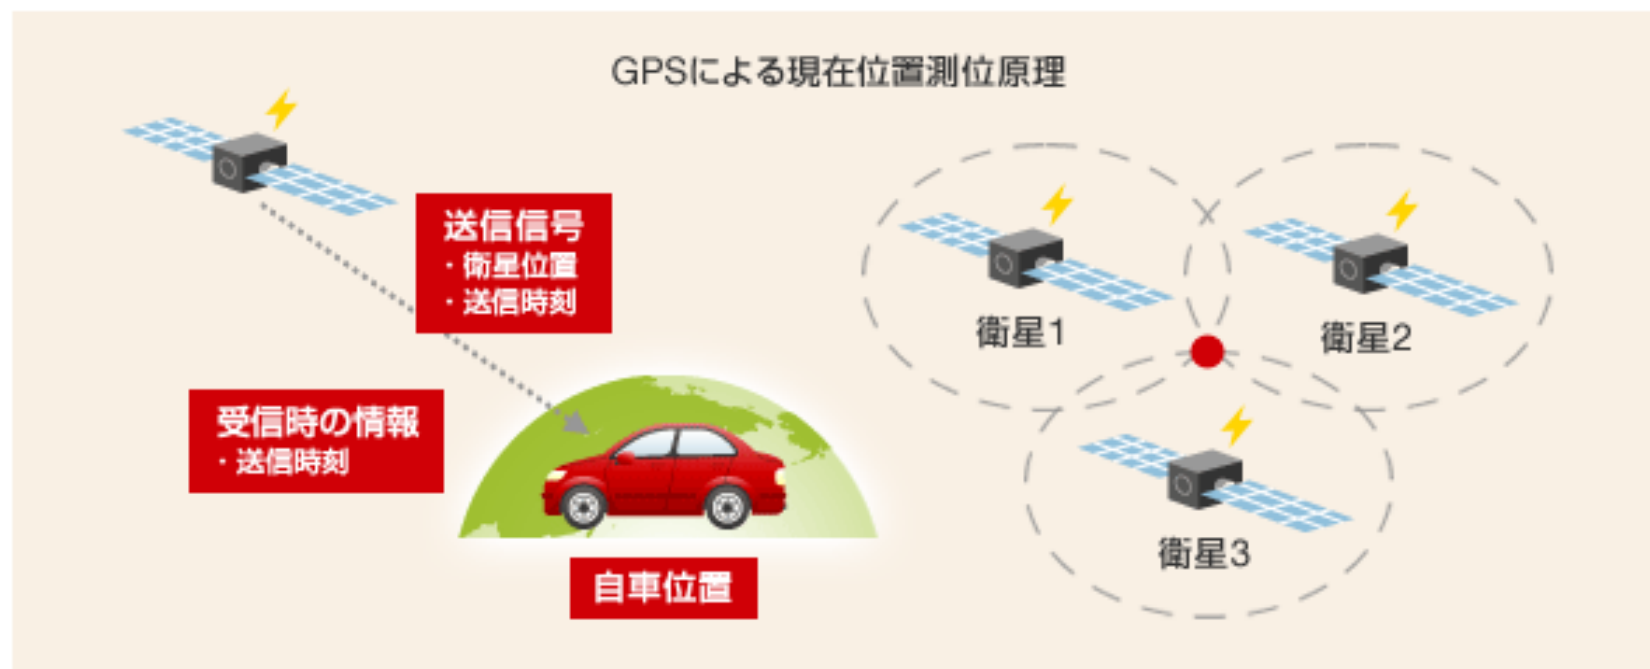 GPSによる現在位置測位原理
送信信号
・衛星位置
・送信時刻
受信時の情報
・送信時刻
自車位置
衛星1
衛星2
衛星3